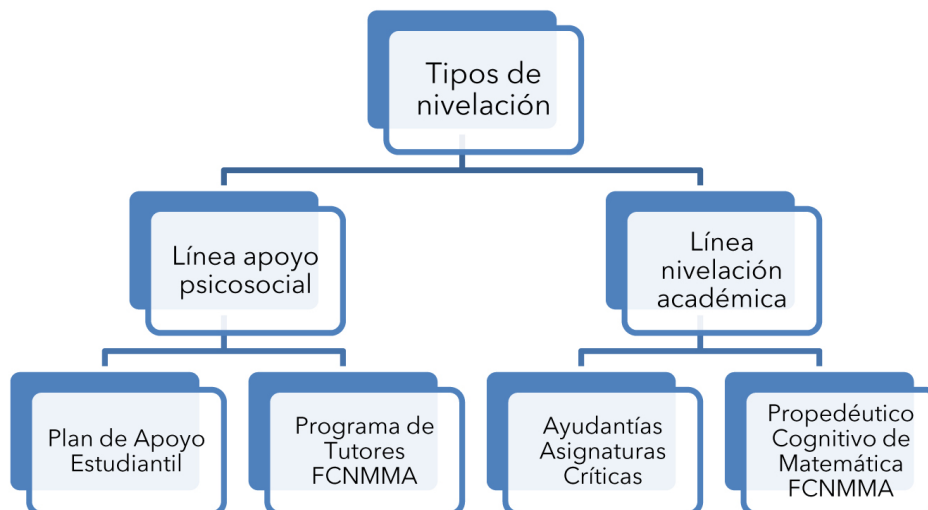 Tipos de
nivelación
Línea apoyo
psicosocial
Línea
nivelación
académica
Plan de Apoyo
Estudiantil
Programa de
Tutores
FCNMMA
Ayudantías
Asignaturas
Críticas
Propedéutico
Cognitivo de
Matemática
FCNMMA